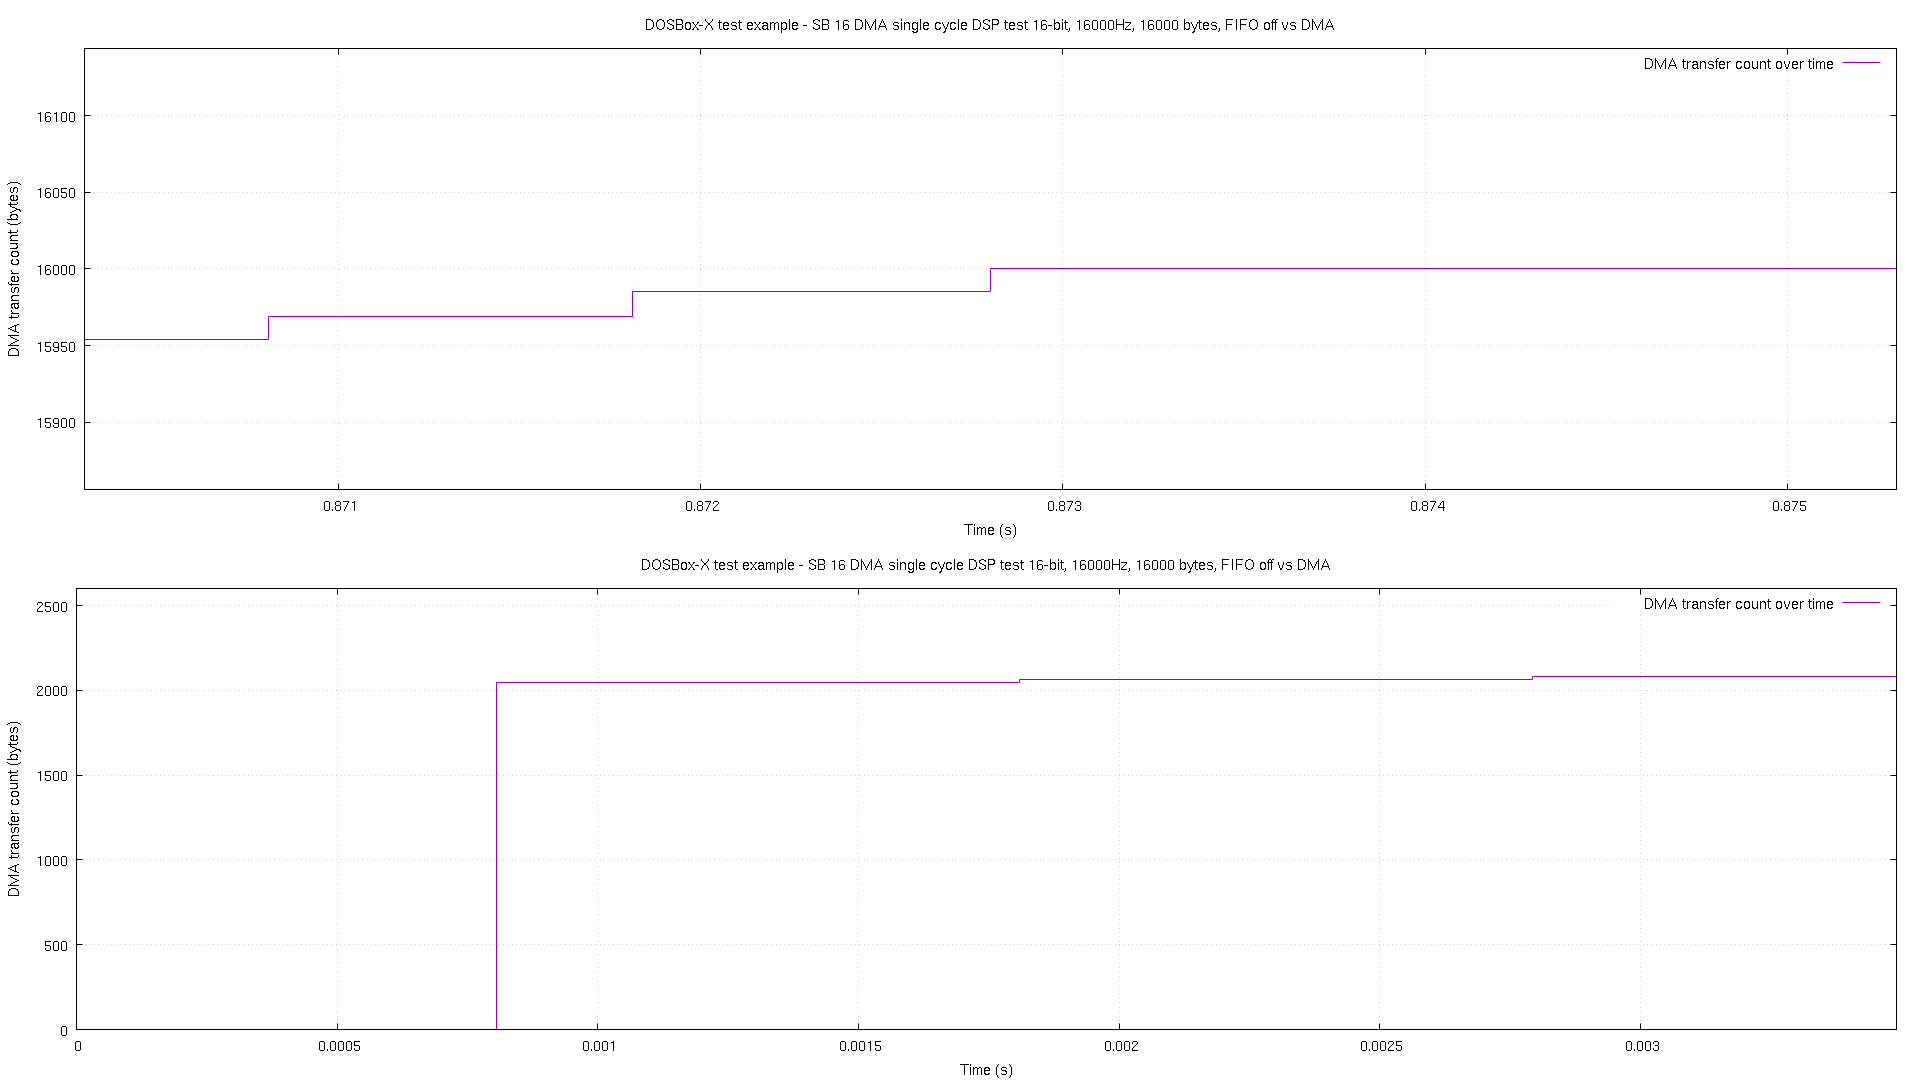 DOSBox-X test example - SB 16 DMA single cycle DSP test 16-bit, 16000Hz, 16000 bytes, FIFO off vs DMA
DMA transfer count over time
16100
16050
16000
15950
15900
DMA transfer count (bytes)
0.871 0.872 0.873 0.874 0.875
Time (s)
DOSBox-X test example - SB 16 DMA single cycle DSP test 16-bit, 16000Hz, 16000 bytes, FIFO off vs DMA
DMA transfer count over time
2500
2000
1500
1000
500
0
DMA transfer count (bytes)
0 0.0005 0.001 0.0015 0.002 0.0025 0.003
Time (s)